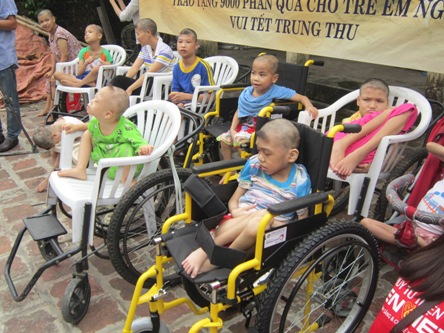 TRAO TẶNG 9000 PHẦN QUÀ CHO TRẺ EM
VUI TẾT TRUNG THU